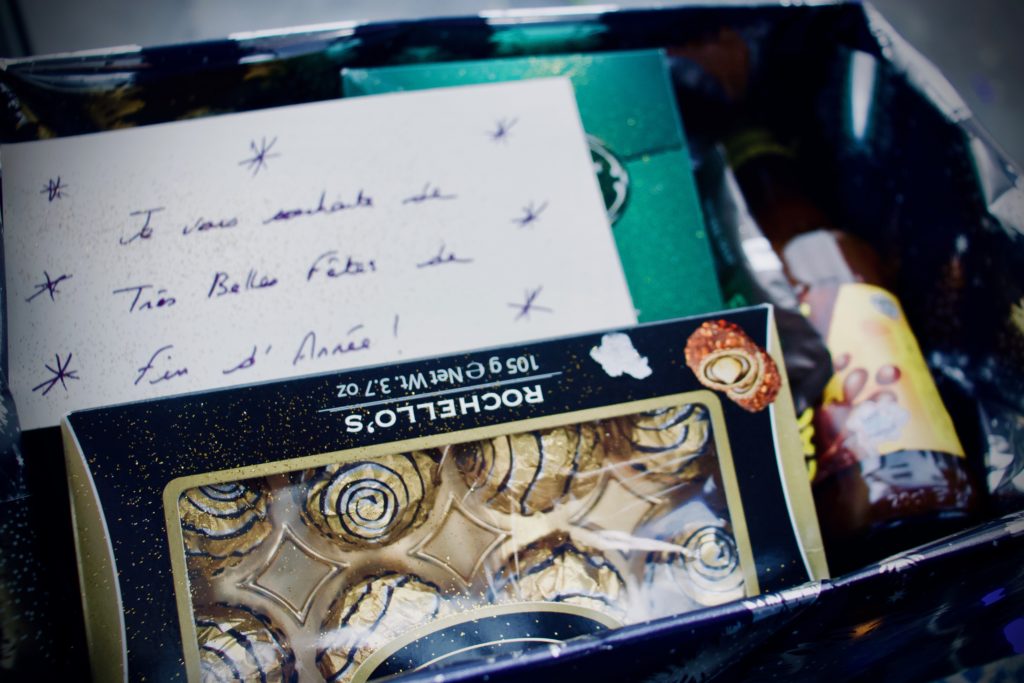 Je vous souhaite de
Très Belles Fêtes de
fin d'Année !
105 g e Net Wt. 3.7 oz
ROCHELLO'S